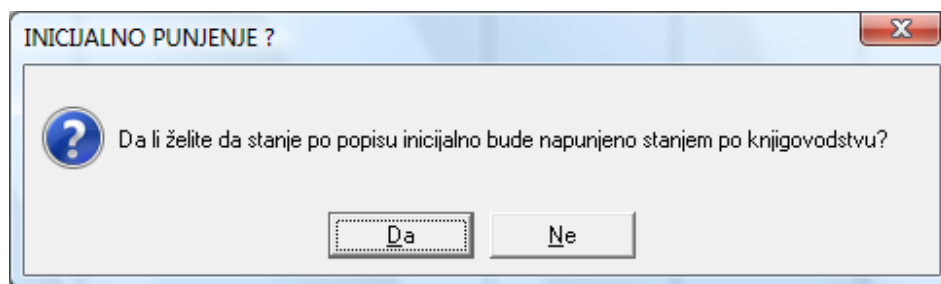 INICIJALNO PUNJENJE ?
Da li želite da stanje po popisu inicijalno bude napunjeno stanjem po knjigovodstvu?
Da
Ne